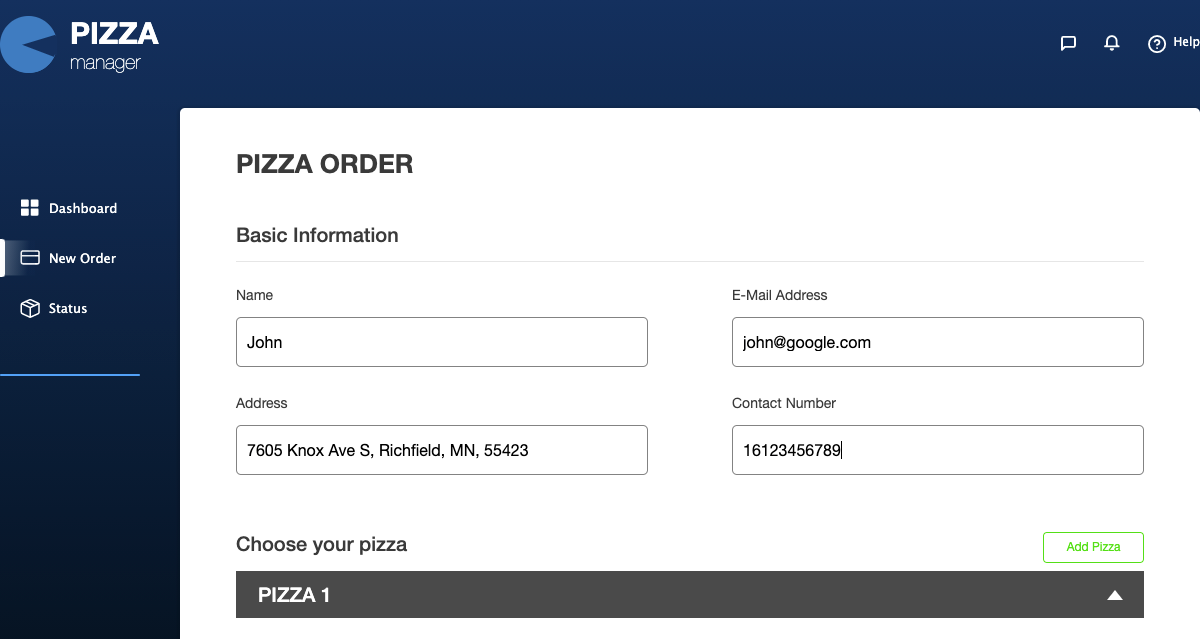 PIZZA
manager
Help
Dashboard
New Order
Status
PIZZA ORDER
Basic Information
Name
John
E-Mail Address
john@google.com
Address
7605 Knox Ave S, Richfield, MN, 55423
Contact Number
16123456789
Choose your pizza
Add Pizza
PIZZA 1